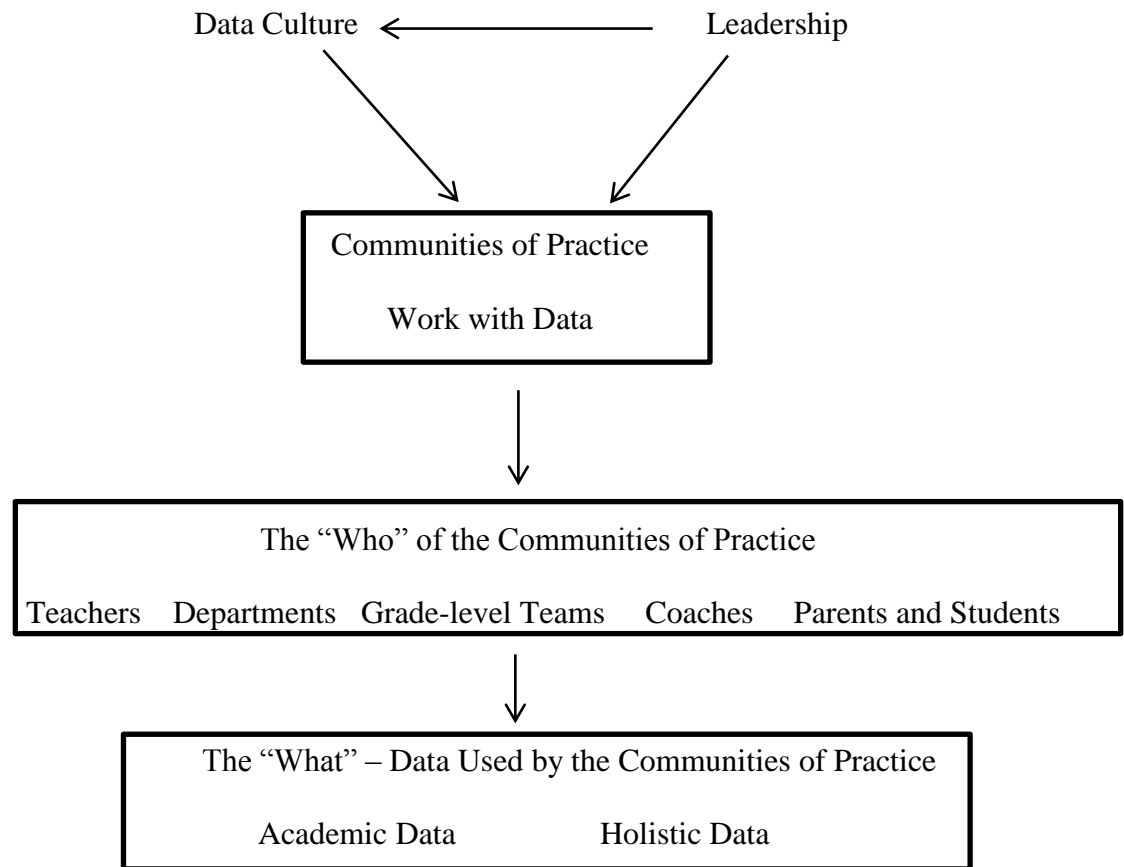 Data Culture Leadership
Communities of Practice
Work with Data
The “Who” of the Communities of Practice
Teachers Departments Grade-level Teams Coaches Parents and Students
The “What” – Data Used by the Communities of Practice
Academic Data Holistic Data